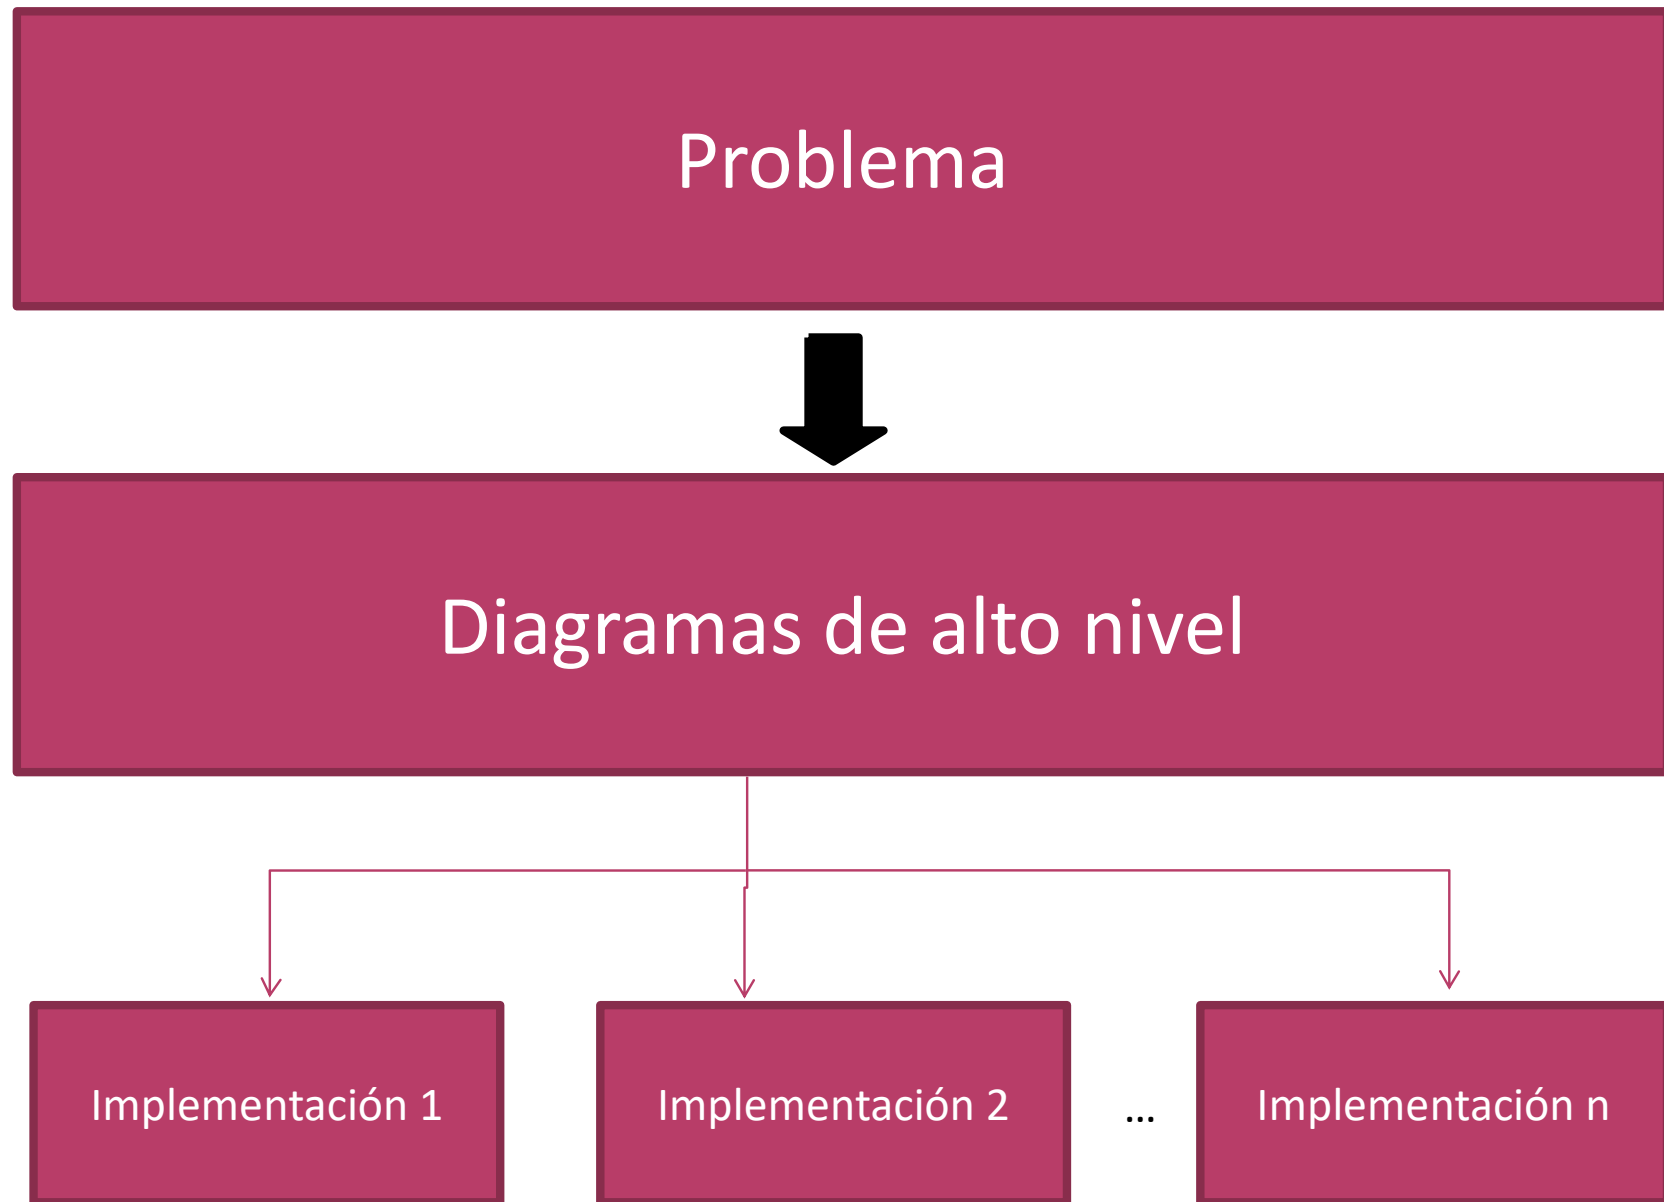 Problema
Diagramas de alto nivel
Implementación 1
Implementación 2
...
Implementación n